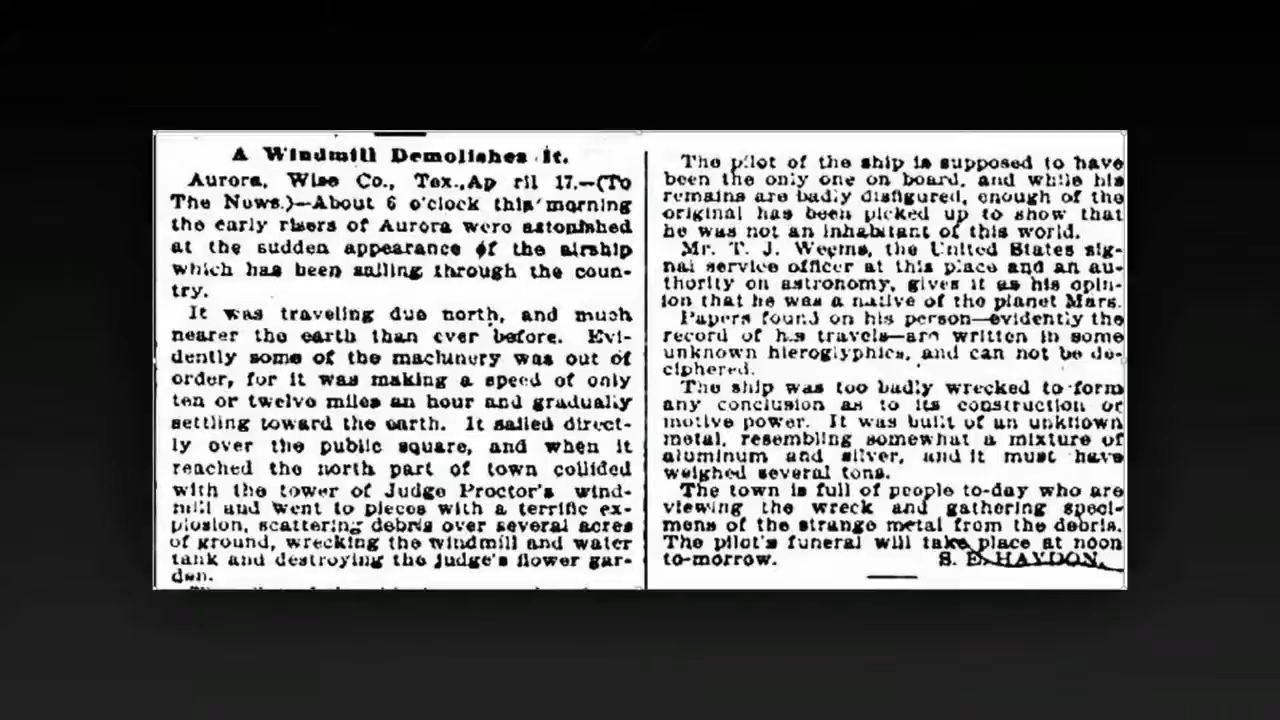 A Windmill Demolishes It.
Aurora, Wise Co., Tex.,Ap ril 17.—(To
The News.)—About 6 o'clock this morning
the early risers of Aurora were astonished
at the sudden appearance of the airship
which has been sailing through the coun-
try.
It was traveling due north, and much
nearer the earth than ever before. Evi-
dently some of the machinery was out of
order, for it was making a speed of only
ten or twelve miles an hour and gradually
settling toward the earth. It sailed direct-
ly over the public square, and when it
reached the north part of town collided
with the tower of Judge Proctor's wind-
mill and went to pieces with a terrific ex-
plosion, scattering debris over several acres
of ground, wrecking the windmill and water
tank and destroying the judge's flower gar-
den.
The pilot of the ship is supposed to have
been the only one on board, and while his
remains are badly disfigured, enough of the
original has been picked up to show that
he was not an inhabitant of this world.
Mr. T. J. Weems, the United States sig-
nal service officer at this place and an au-
thority on astronomy, gives it as his opin-
ion that he was a native of the planet Mars.
Papers found on his person—evidently the
record of his travels—are written in some
unknown hieroglyphics, and can not be de-
ciphered.
The ship was too badly wrecked to form
any conclusion as to its construction or
motive power. It was built of an unknown
metal, resembling somewhat a mixture of
aluminum and silver, and it must have
weighed several tons.
The town is full of people to-day who are
viewing the wreck and gathering speci-
mens of the strange metal from the debris.
The pilot's funeral will take place at noon
to-morrow. S. E. HAYDON.